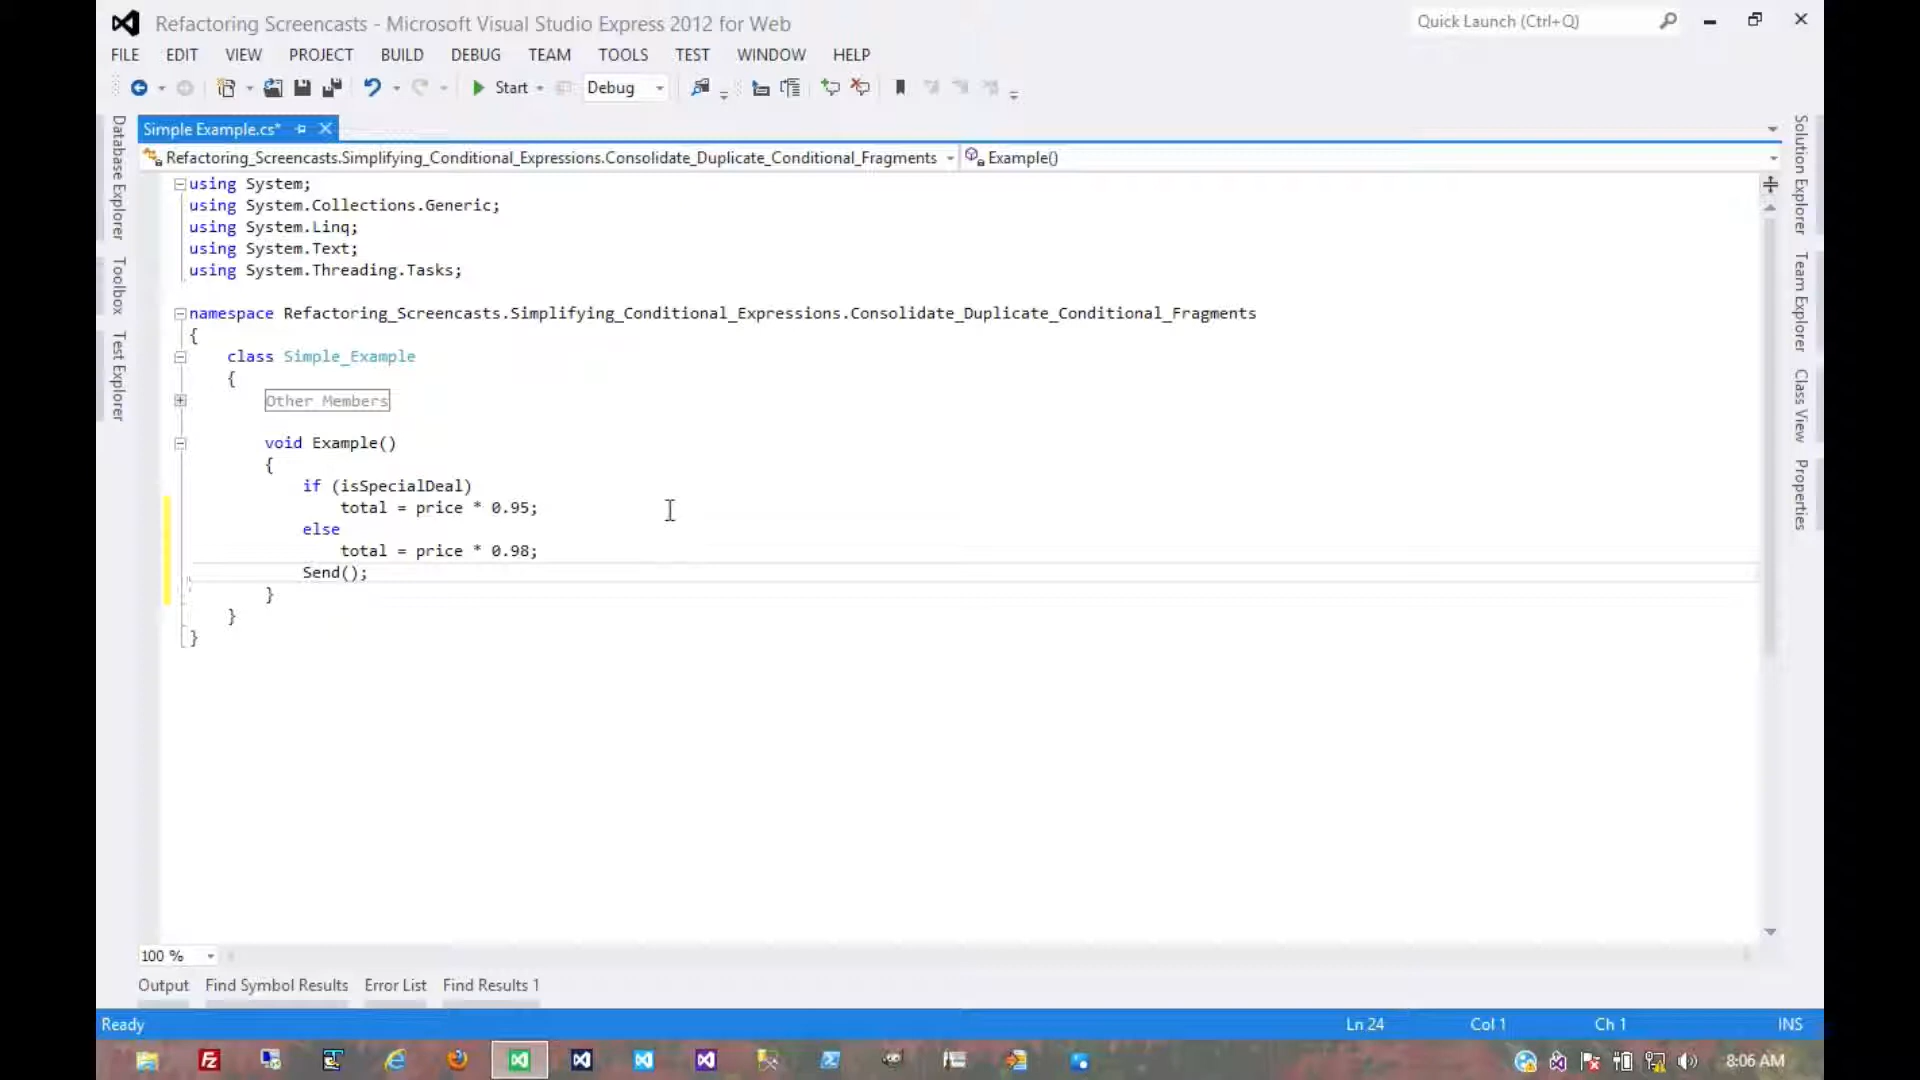 Refactoring Screencasts - Microsoft Visual Studio Express 2012 for Web
Quick Launch (Ctrl+Q)
FILE EDIT VIEW PROJECT BUILD DEBUG TEAM TOOLS TEST WINDOW HELP
Start Debug
Simple Example.cs*
Refactoring_Screencasts.Simplifying_Conditional_Expressions.Consolidate_Duplicate_Conditional_Fragments Example()
Database Explorer
Toolbox
Test Explorer
using System;
using System.Collections.Generic;
using System.Linq;
using System.Text;
using System.Threading.Tasks;
namespace Refactoring_Screencasts.Simplifying_Conditional_Expressions.Consolidate_Duplicate_Conditional_Fragments
{
class Simple_Example
{
Other Members
void Example()
{
if (isSpecialDeal)
total = price * 0.95;
else
total = price * 0.98;
Send();
}
}
}
Solution Explorer
Team Explorer
Class View
Properties
100 %
Output Find Symbol Results Error List Find Results 1
Ready Ln 24 Col 1 Ch 1 INS
8:06 AM